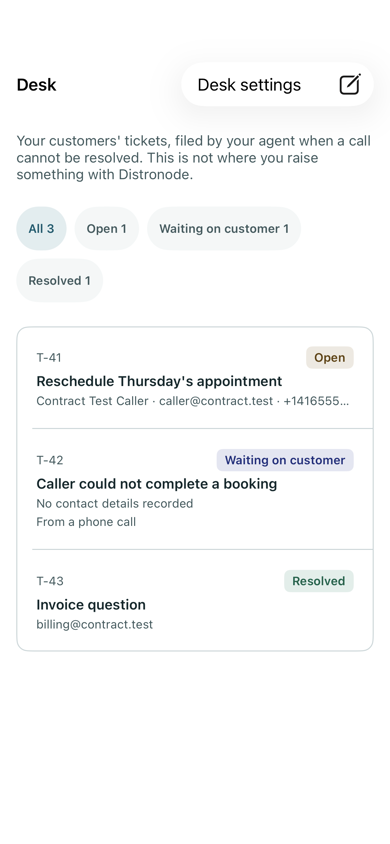 Desk
Desk settings
Your customers' tickets, filed by your agent when a call
cannot be resolved. This is not where you raise
something with Distronode.
All 3
Open 1
Waiting on customer 1
Resolved 1
T-41
Open
Reschedule Thursday's appointment
Contract Test Caller · caller@contract.test · +1416555...
T-42
Waiting on customer
Caller could not complete a booking
No contact details recorded
From a phone call
T-43
Resolved
Invoice question
billing@contract.test